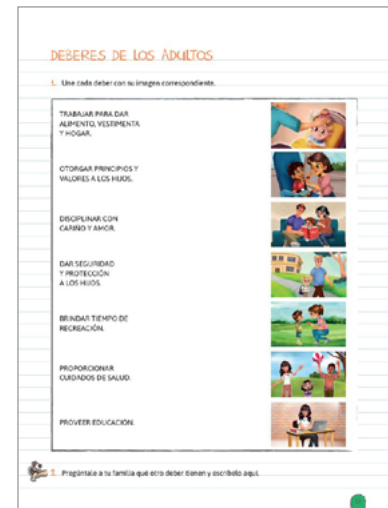 DEBERES DE LOS ADULTOS
1. Une cada deber con su imagen correspondiente.
TRABAJAR PARA DAR
ALIMENTO, VESTIMENTA
Y HOGAR.
OTORGAR PRINCIPIOS Y
VALORES A LOS HIJOS.
DISCIPLINAR CON
CARIÑO Y AMOR.
DAR SEGURIDAD
Y PROTECCIÓN
A LOS HIJOS.
BRINDAR TIEMPO DE
RECREACIÓN.
PROPORCIONAR
CUIDADOS DE SALUD.
PROVEER EDUCACIÓN.
2. Pregúntale a tu familia qué otro deber tienen y escríbelo aquí.